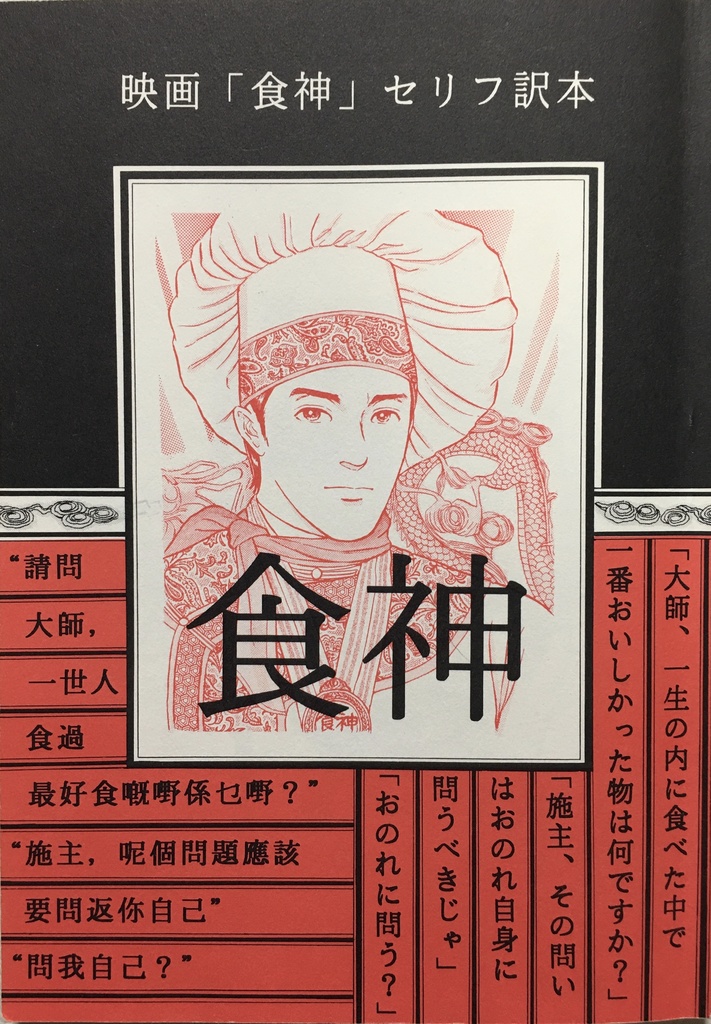 映画「食神」セリフ訳本
食神
食神
“請問
大師，
一世人
食過
最好食嘅嘢係乜嘢？”
“施主，呢個問題應該
要問返你自己”
“問我自己？”
「大師、一生の内に食べた中で
一番おいしかった物は何ですか？」
「施主、その問い
はおのれ自身に
問うべきじゃ」
「おのれに問う？」